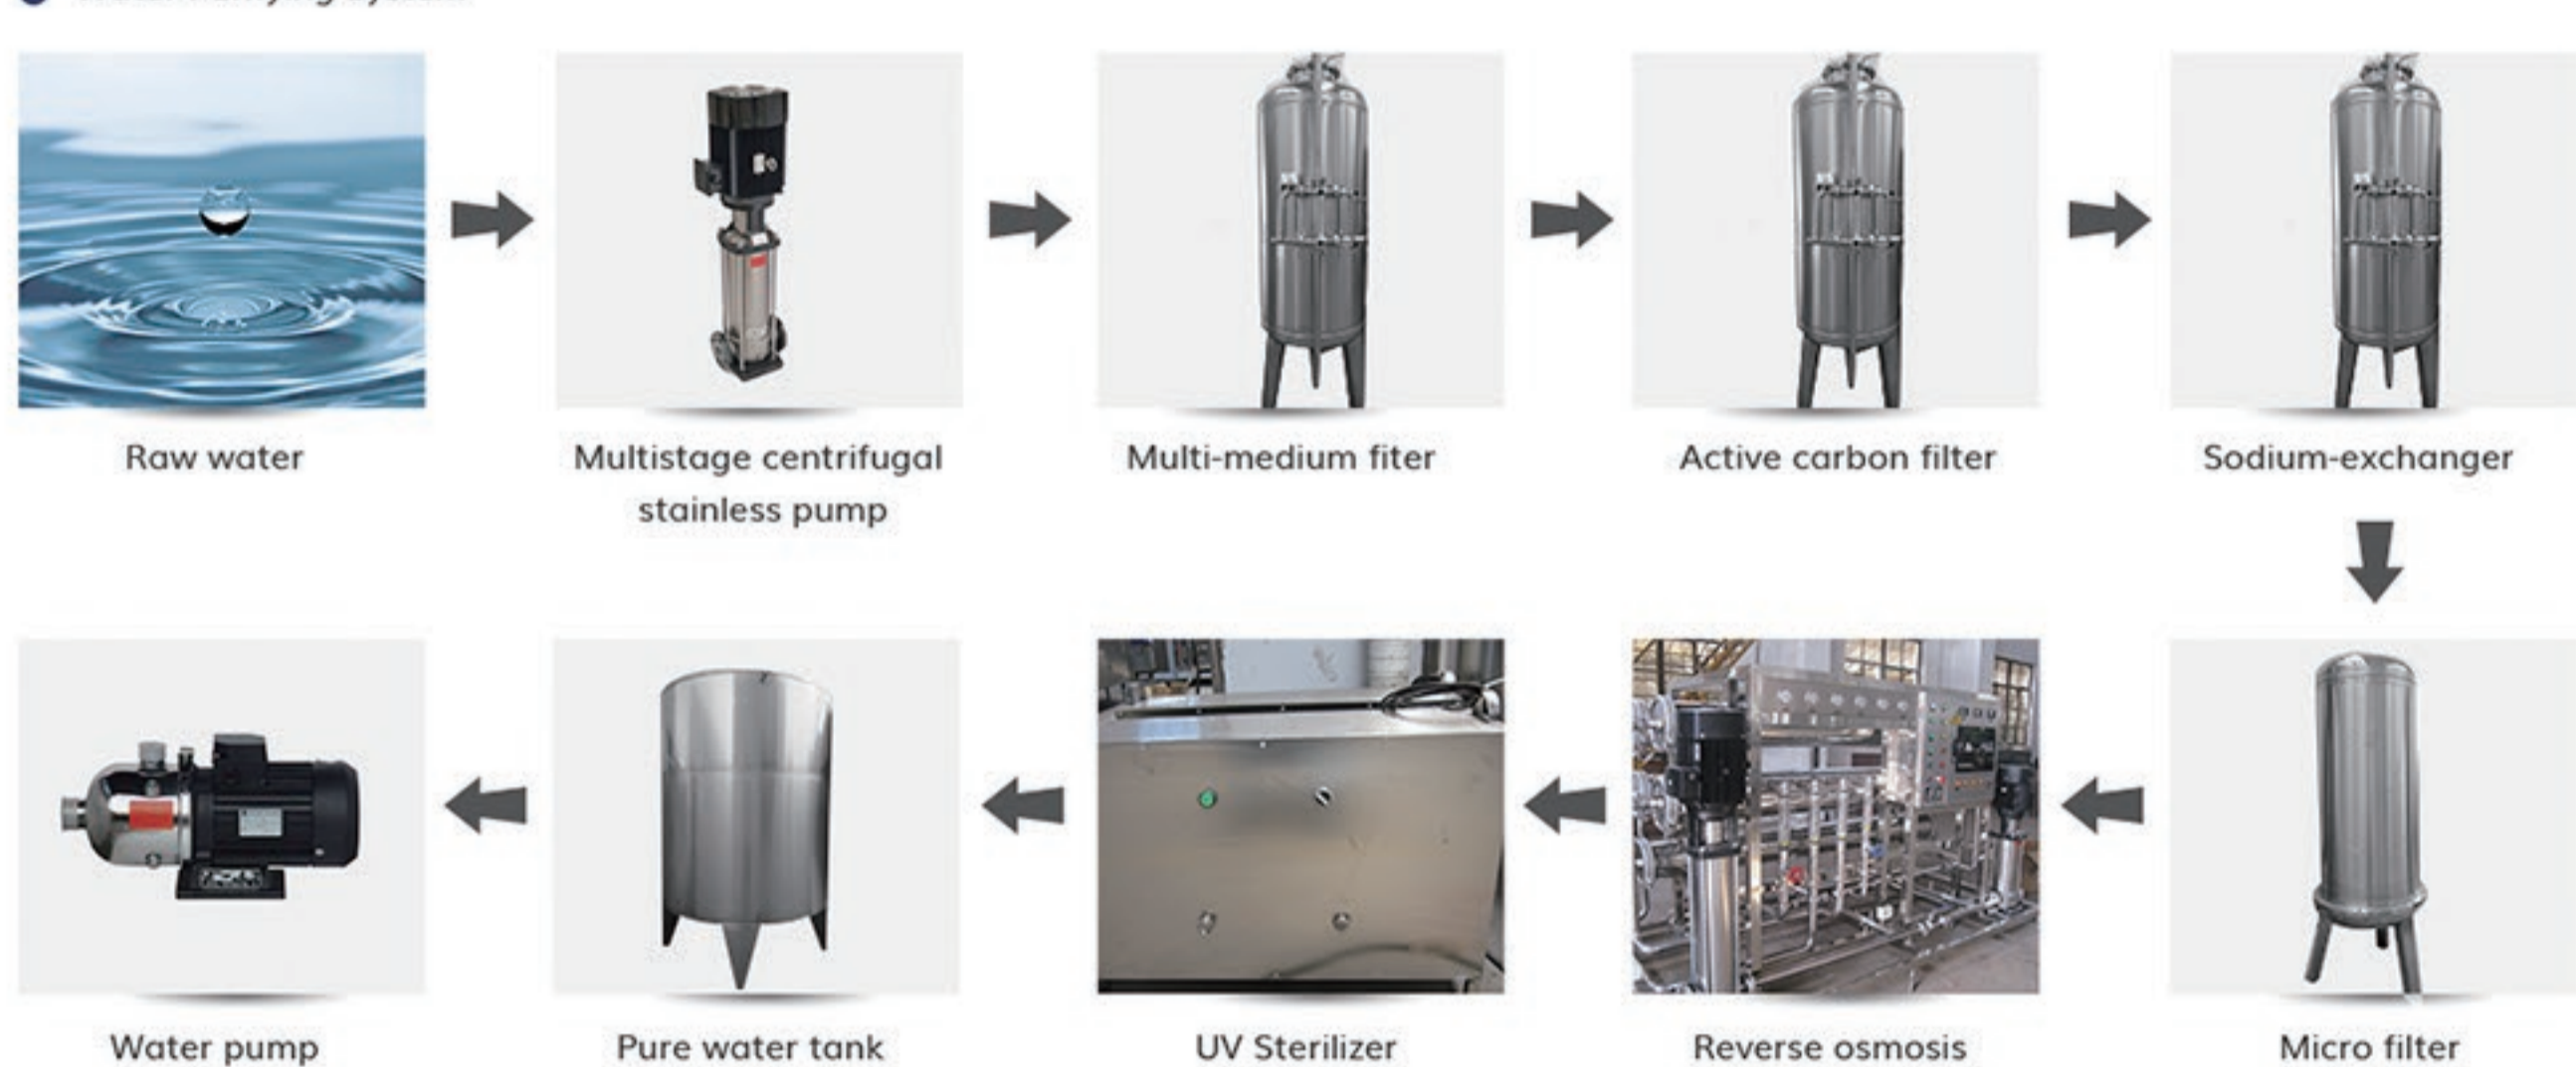 Raw water
Multistage centrifugal
stainless pump
Multi-medium fiter
Active carbon filter
Sodium-exchanger
Water pump
Pure water tank
UV Sterilizer
Reverse osmosis
Micro filter